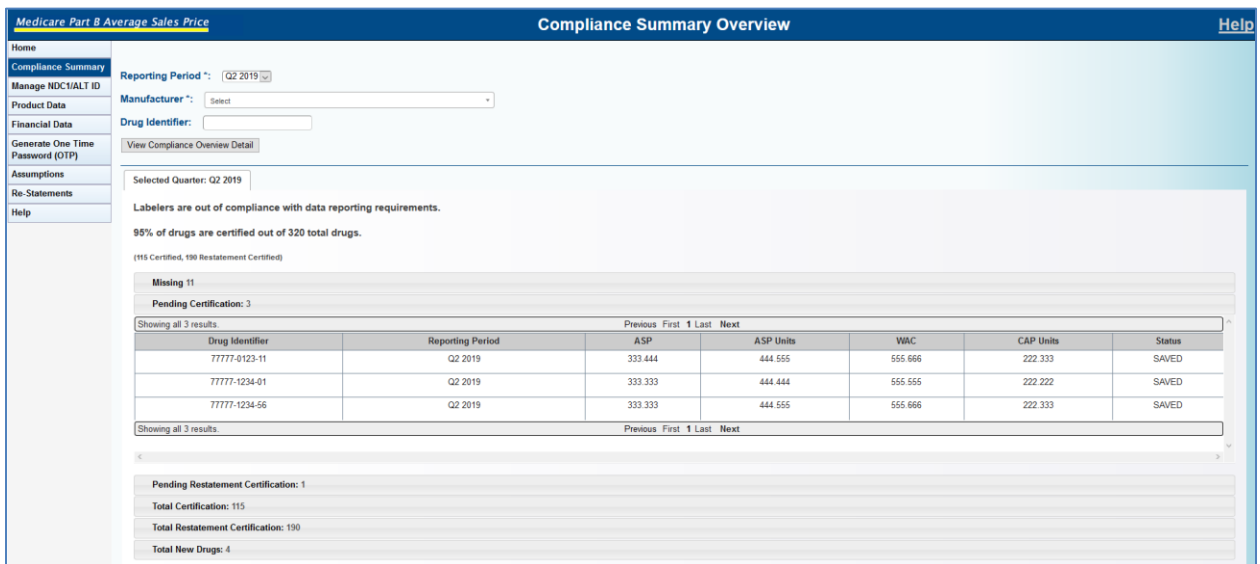 Medicare Part B Average Sales Price
Compliance Summary Overview
Help
Home
Compliance Summary
Manage NDC1/ALT ID
Product Data
Financial Data
Generate One Time
Password (OTP)
Assumptions
Re-Statements
Help
Reporting Period *: Q2 2019
Manufacturer *: Select
Drug Identifier:
View Compliance Overview Detail
Selected Quarter: Q2 2019
Labelers are out of compliance with data reporting requirements.
95% of drugs are certified out of 320 total drugs.
(115 Certified, 190 Restatement Certified)
Missing 11
Pending Certification: 3
Showing all 3 results. Previous First 1 Last Next
Drug Identifier Reporting Period ASP ASP Units WAC CAP Units Status
77777-0123-11 Q2 2019 333.444 444.555 555.666 222.333 SAVED
77777-1234-01 Q2 2019 333.333 444.444 555.555 222.222 SAVED
77777-1234-56 Q2 2019 333.333 444.555 555.666 222.333 SAVED
Showing all 3 results. Previous First 1 Last Next
Pending Restatement Certification: 1
Total Certification: 115
Total Restatement Certification: 190
Total New Drugs: 4